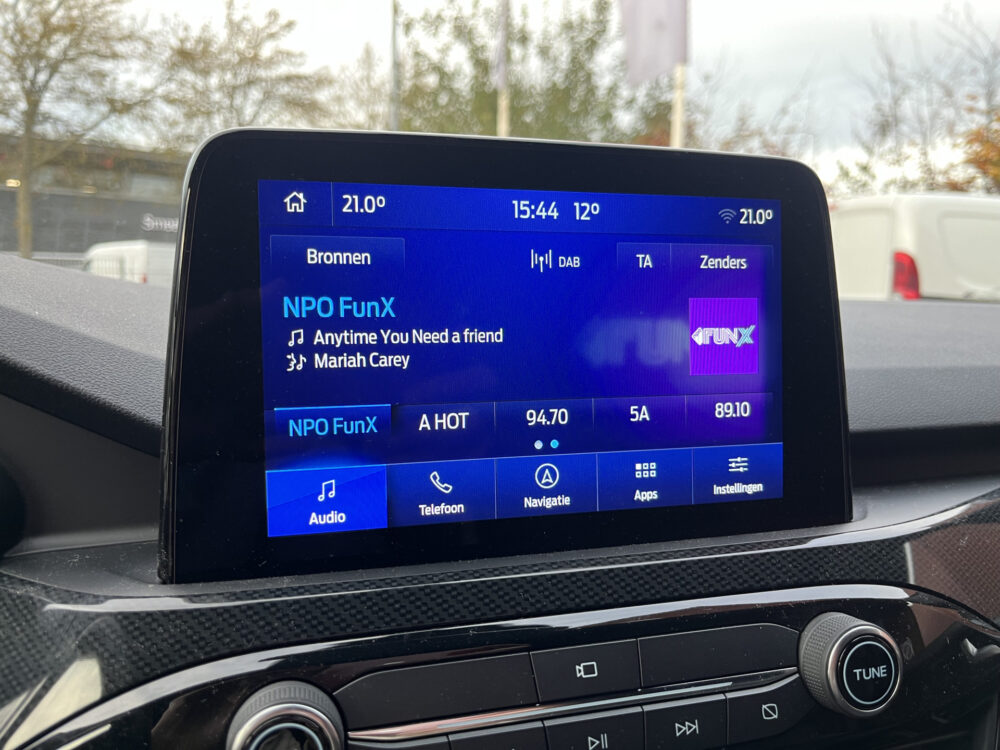 21.0°
15:44 12°
21.0°
Bronnen
DAB
TA
Zenders
NPO FunX
Anytime You Need a friend
Mariah Carey
FUNX
NPO FunX
A HOT
94.70
5A
89.10
Audio
Telefoon
Navigatie
Apps
Instellingen
TUNE